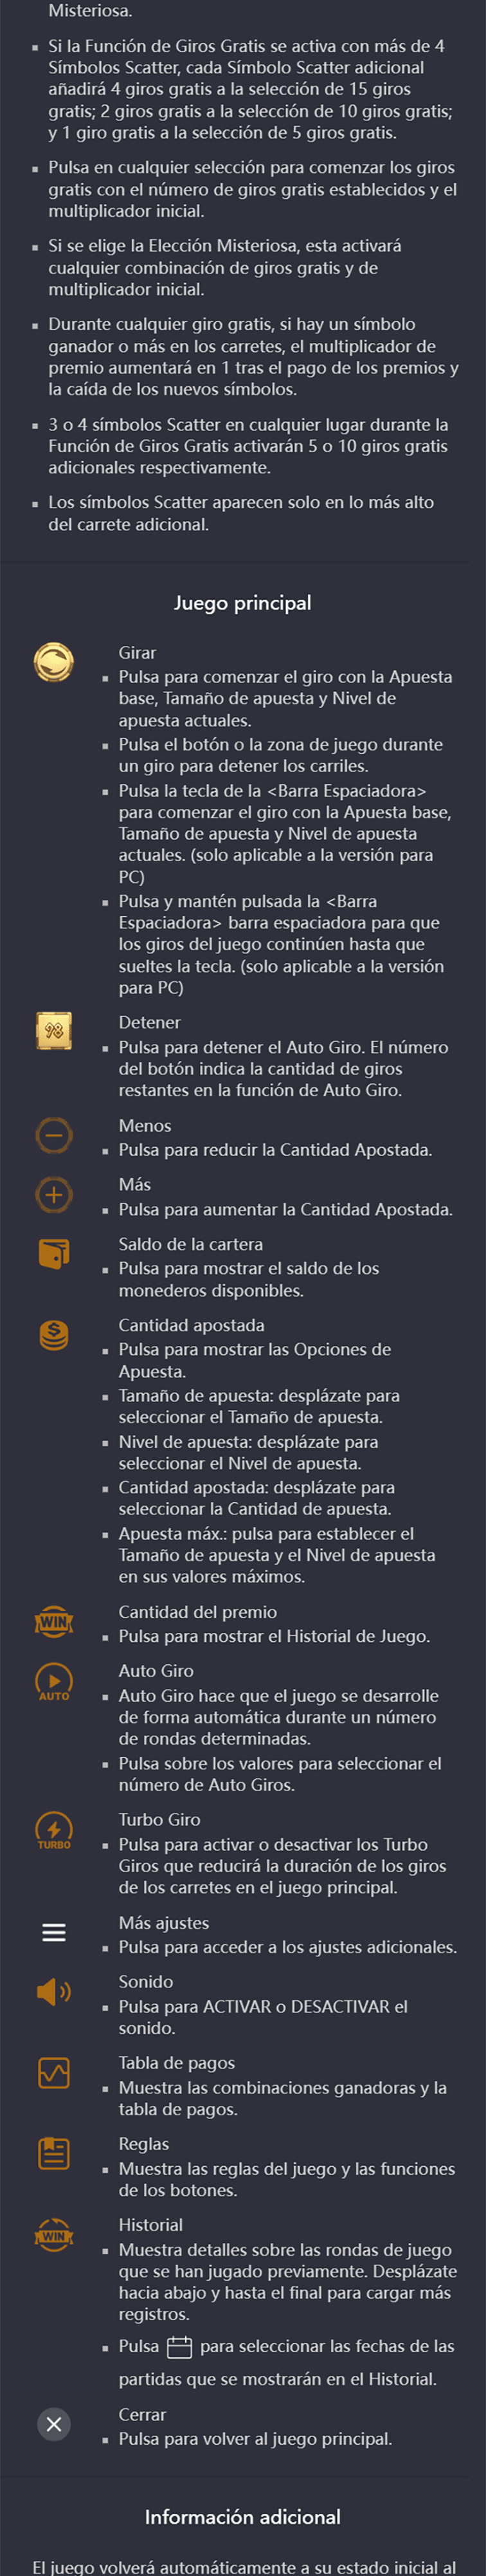 Misteriosa.
▪ Si la Función de Giros Gratis se activa con más de 4
Símbolos Scatter, cada Símbolo Scatter adicional
añadirá 4 giros gratis a la selección de 15 giros
gratis; 2 giros gratis a la selección de 10 giros gratis;
y 1 giro gratis a la selección de 5 giros gratis.
▪ Pulsa en cualquier selección para comenzar los giros
gratis con el número de giros gratis establecidos y el
multiplicador inicial.
▪ Si se elige la Elección Misteriosa, esta activará
cualquier combinación de giros gratis y de
multiplicador inicial.
▪ Durante cualquier giro gratis, si hay un símbolo
ganador o más en los carretes, el multiplicador de
premio aumentará en 1 tras el pago de los premios y
la caída de los nuevos símbolos.
▪ 3 o 4 símbolos Scatter en cualquier lugar durante la
Función de Giros Gratis activarán 5 o 10 giros gratis
adicionales respectivamente.
▪ Los símbolos Scatter aparecen solo en lo más alto
del carrete adicional.
Juego principal
Girar
▪ Pulsa para comenzar el giro con la Apuesta
base, Tamaño de apuesta y Nivel de
apuesta actuales.
▪ Pulsa el botón o la zona de juego durante
un giro para detener los carriles.
▪ Pulsa la tecla de la <Barra Espaciadora>
para comenzar el giro con la Apuesta base,
Tamaño de apuesta y Nivel de apuesta
actuales. (solo aplicable a la versión para
PC)
▪ Pulsa y mantén pulsada la <Barra
Espaciadora> barra espaciadora para que
los giros del juego continúen hasta que
sueltes la tecla. (solo aplicable a la versión
para PC)
98
Detener
▪ Pulsa para detener el Auto Giro. El número
del botón indica la cantidad de giros
restantes en la función de Auto Giro.
Menos
▪ Pulsa para reducir la Cantidad Apostada.
Más
▪ Pulsa para aumentar la Cantidad Apostada.
Saldo de la cartera
▪ Pulsa para mostrar el saldo de los
monederos disponibles.
Cantidad apostada
▪ Pulsa para mostrar las Opciones de
Apuesta.
▪ Tamaño de apuesta: desplázate para
seleccionar el Tamaño de apuesta.
▪ Nivel de apuesta: desplázate para
seleccionar el Nivel de apuesta.
▪ Cantidad apostada: desplázate para
seleccionar la Cantidad de apuesta.
▪ Apuesta máx.: pulsa para establecer el
Tamaño de apuesta y el Nivel de apuesta
en sus valores máximos.
WIN
Cantidad del premio
▪ Pulsa para mostrar el Historial de Juego.
AUTO
Auto Giro
▪ Auto Giro hace que el juego se desarrolle
de forma automática durante un número
de rondas determinadas.
▪ Pulsa sobre los valores para seleccionar el
número de Auto Giros.
TURBO
Turbo Giro
▪ Pulsa para activar o desactivar los Turbo
Giros que reducirá la duración de los giros
de los carretes en el juego principal.
Más ajustes
▪ Pulsa para acceder a los ajustes adicionales.
Sonido
▪ Pulsa para ACTIVAR o DESACTIVAR el
sonido.
Tabla de pagos
▪ Muestra las combinaciones ganadoras y la
tabla de pagos.
Reglas
▪ Muestra las reglas del juego y las funciones
de los botones.
WIN
Historial
▪ Muestra detalles sobre las rondas de juego
que se han jugado previamente. Desplázate
hacia abajo y hasta el final para cargar más
registros.
▪ Pulsa para seleccionar las fechas de las
partidas que se mostrarán en el Historial.
Cerrar
▪ Pulsa para volver al juego principal.
Información adicional
El juego volverá automáticamente a su estado inicial al